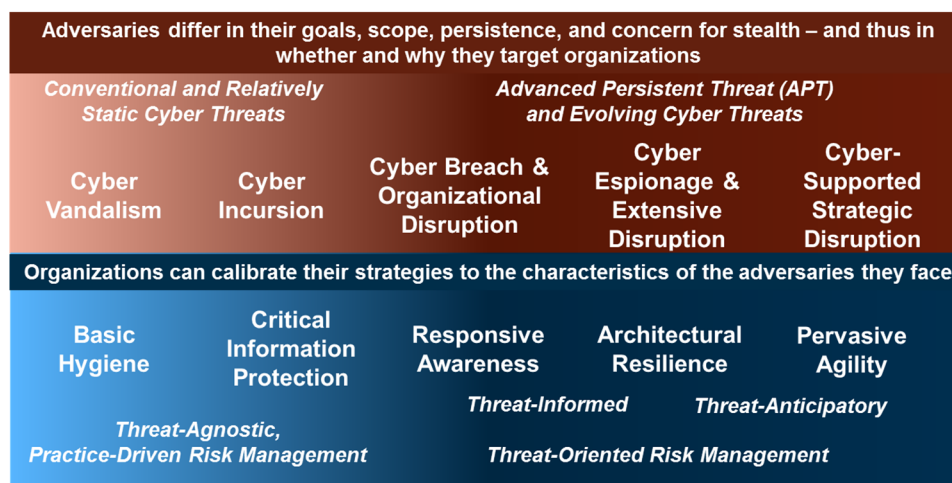 Adversaries differ in their goals, scope, persistence, and concern for stealth – and thus in
whether and why they target organizations
Conventional and Relatively
Static Cyber Threats
Advanced Persistent Threat (APT)
and Evolving Cyber Threats
Cyber
Vandalism
Cyber
Incursion
Cyber Breach &
Organizational
Disruption
Cyber
Espionage &
Extensive
Disruption
Cyber-
Supported
Strategic
Disruption
Organizations can calibrate their strategies to the characteristics of the adversaries they face
Basic
Hygiene
Critical
Information
Protection
Responsive
Awareness
Architectural
Resilience
Pervasive
Agility
Threat-Informed
Threat-Anticipatory
Threat-Agnostic,
Practice-Driven Risk Management
Threat-Oriented Risk Management